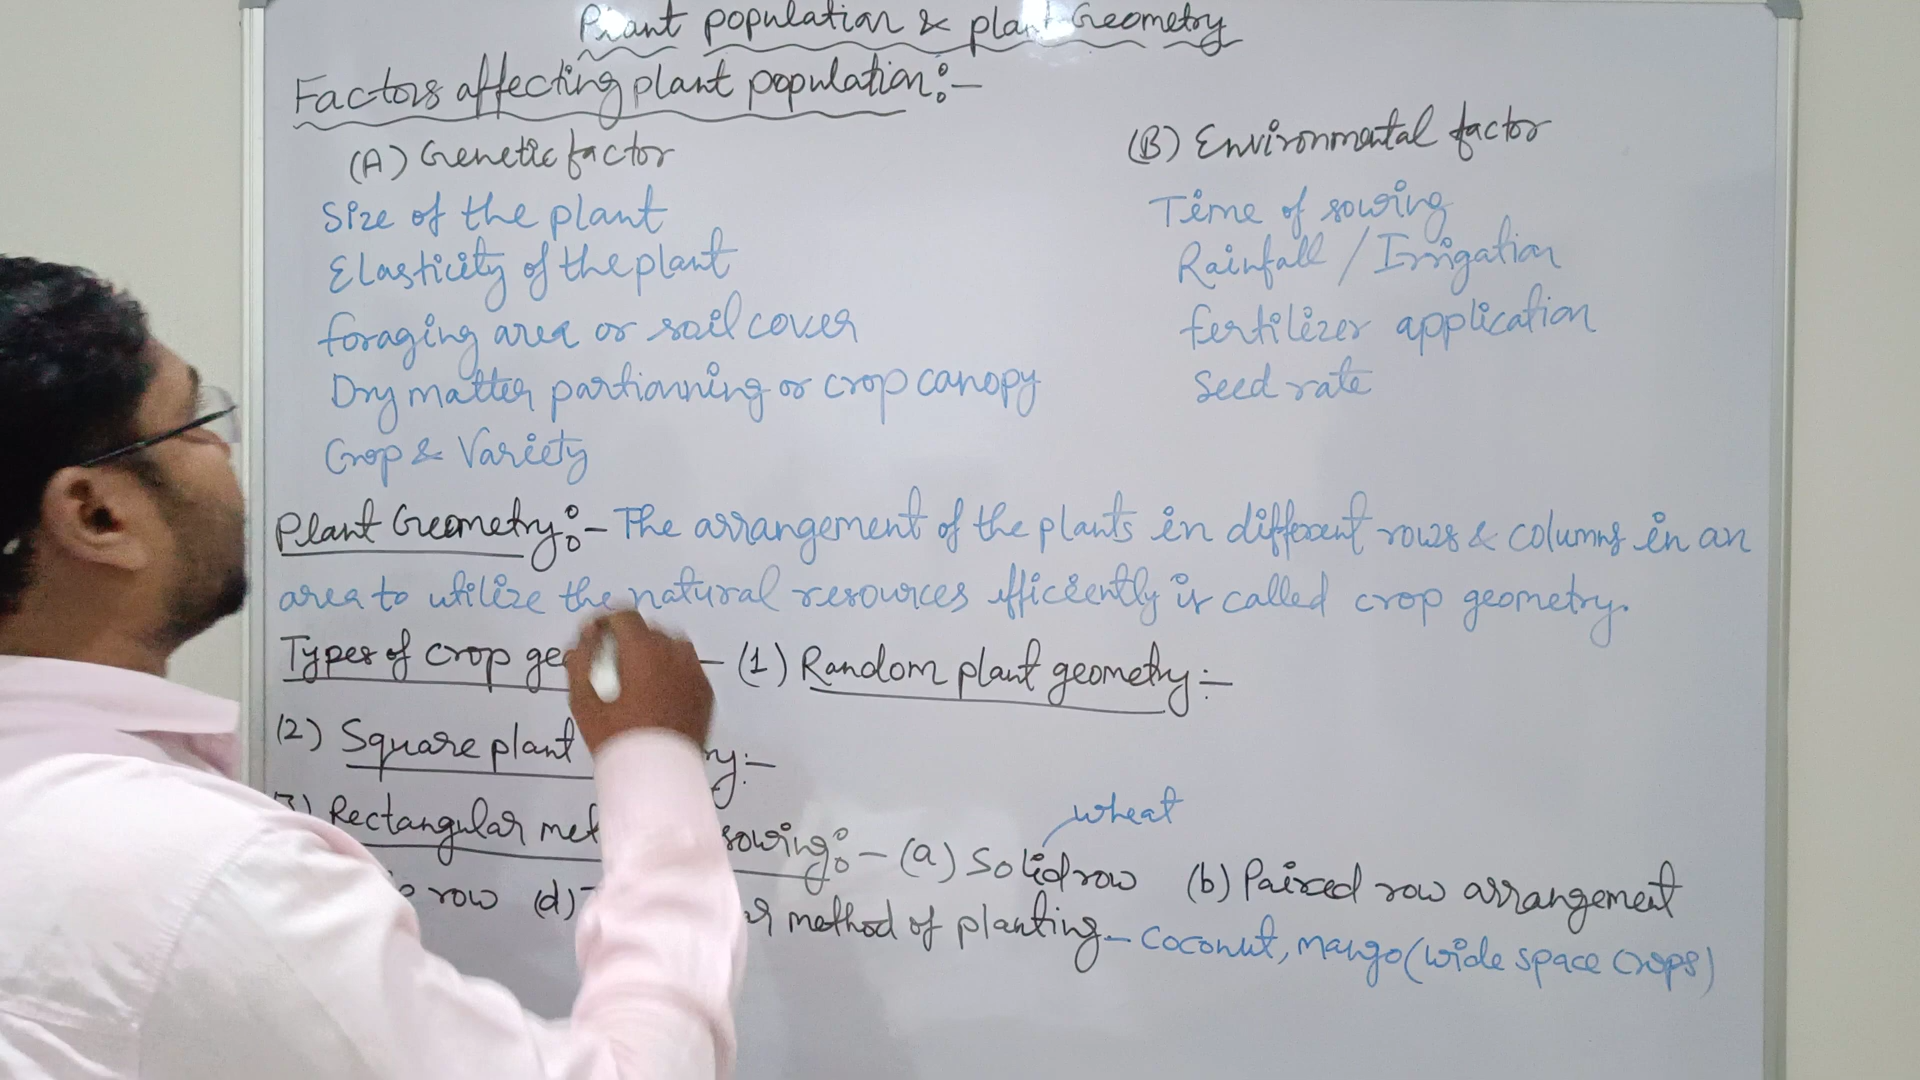 Plant population & plant Geometry
Factors affecting plant population:-
(A) Genetic factor
Size of the plant
Elasticity of the plant
foraging area or soil cover
Dry matter partionning or crop canopy
Crop & Variety
(B) Environmental factor
Time of sowing
Rainfall / Irrigation
fertilizer application
Seed rate
Plant Geometry:- The arrangement of the plants in different rows & columns in an
area to utilize the natural resources efficiently is called crop geometry.
Types of crop - (1) Random plant geometry:-
(2) Square plant
Rectangular sowing:- (a) Solid row (b) Paired row arrangement
wheat
row (d) method of planting - Coconut, Mango (wide space crops)